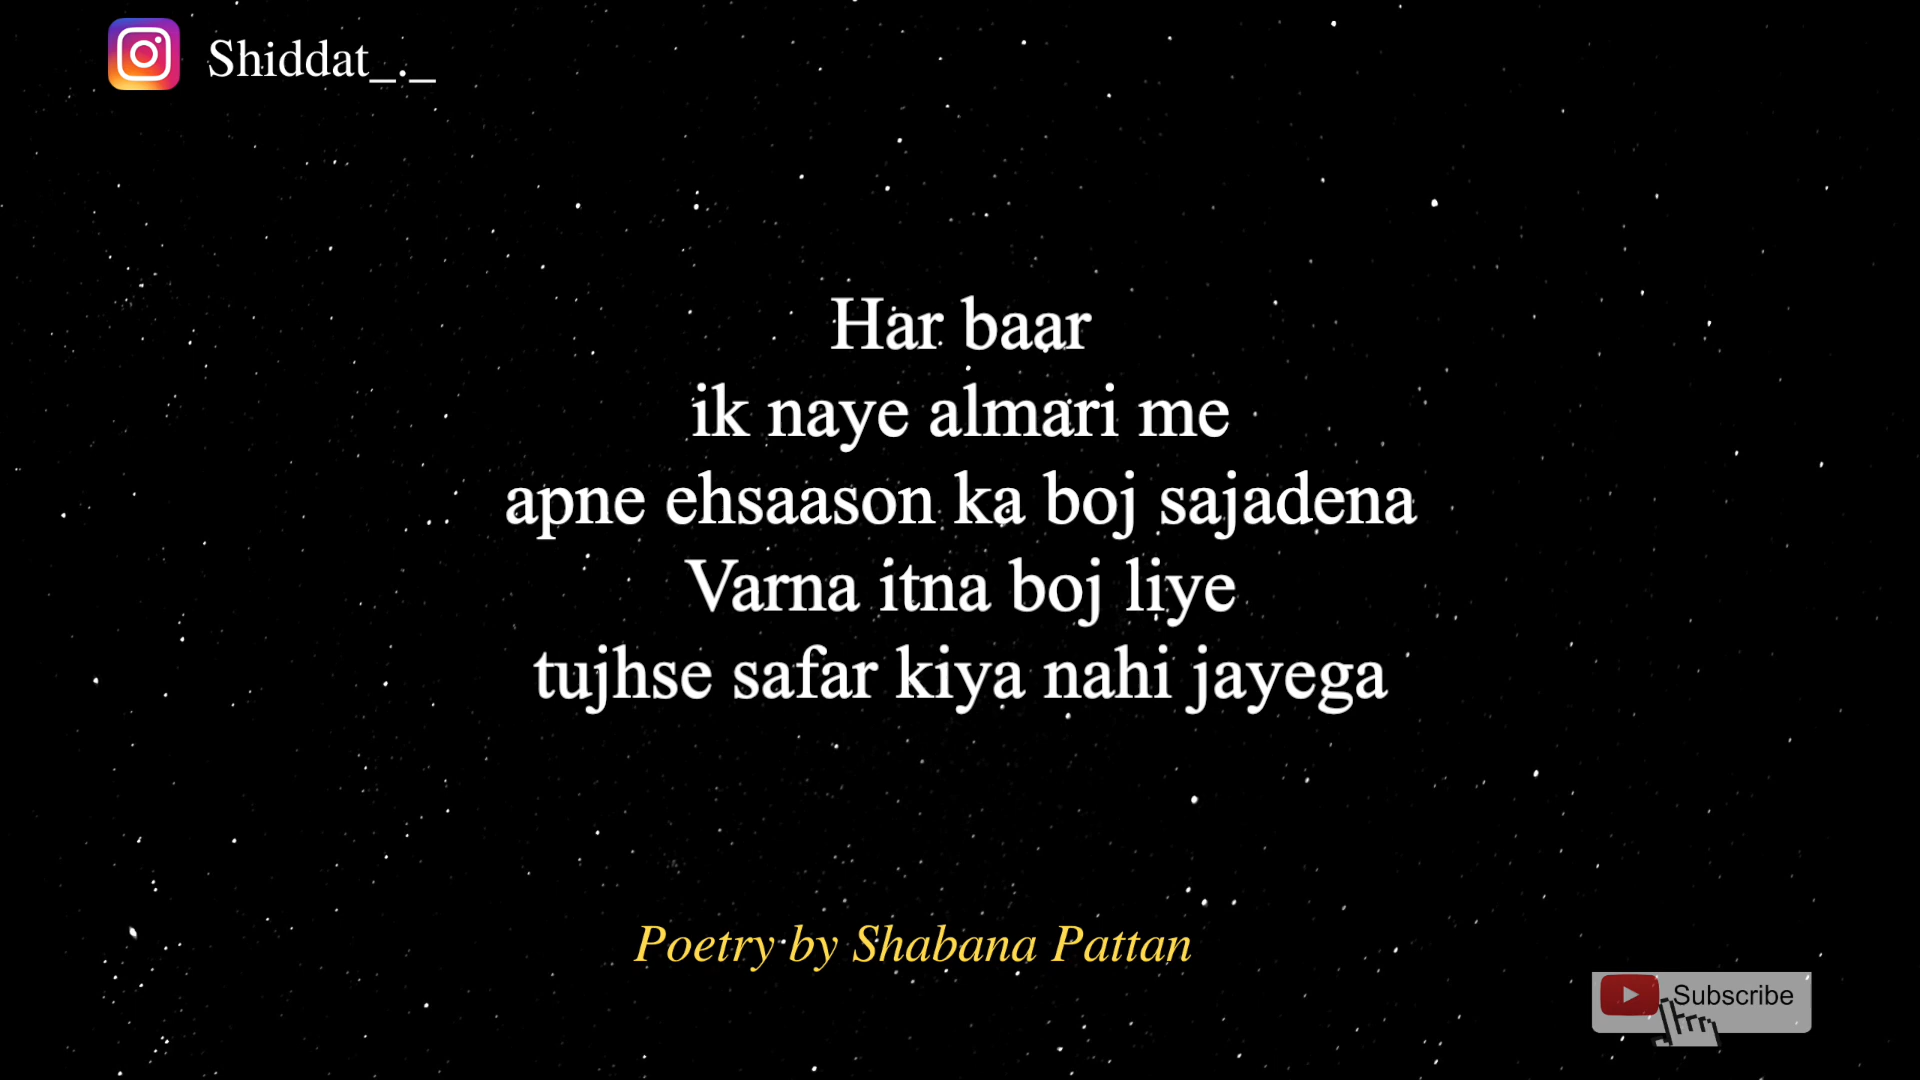 Shiddat_._
Har baar
ik naye almari me
apne ehsaason ka boj sajadena
Varna itna boj liye
tujhse safar kiya nahi jayega
Poetry by Shabana Pattan
Subscribe